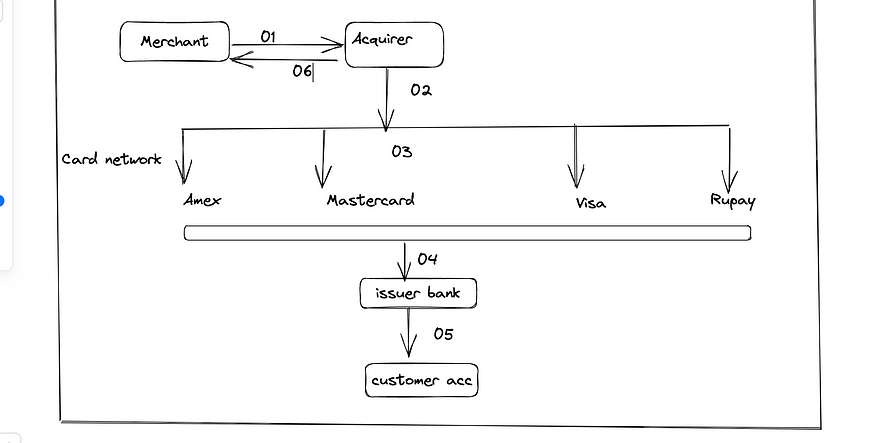 Merchant
01
Acquirer
06
02
03
Card network
Amex
Mastercard
Visa
Rupay
04
issuer bank
05
customer acc